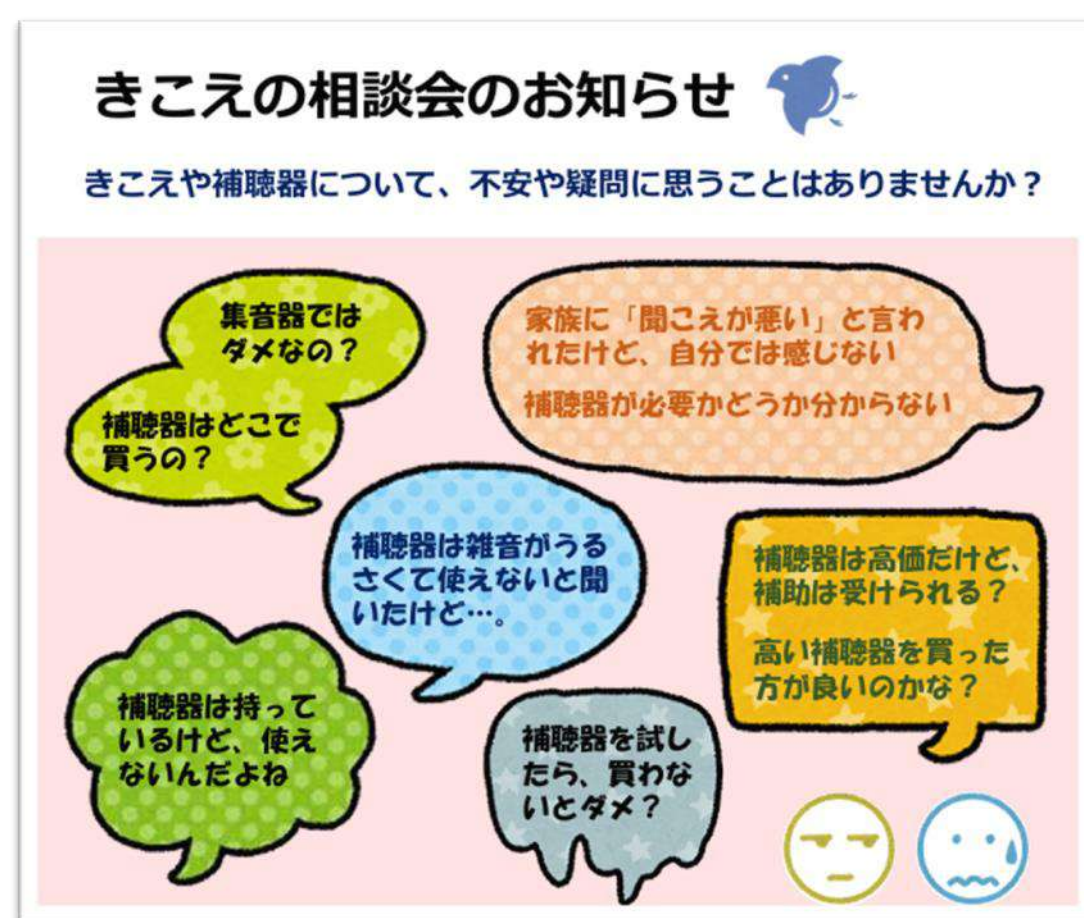 きこえの相談会のお知らせ
きこえや補聴器について、不安や疑問に思うことはありませんか？
集音器では
ダメなの？
補聴器はどこで
買うの？
家族に「聞こえが悪い」と言わ
れたけど、自分では感じない
補聴器が必要かどうか分からない
補聴器は雑音がうる
さくて使えないと聞
いたけど…。
補聴器は高価だけど、
補助は受けられる？
高い補聴器を買った
方が良いのかな？
補聴器は持って
いるけど、使え
ないんだよね
補聴器を試し
たら、買わな
いとダメ？